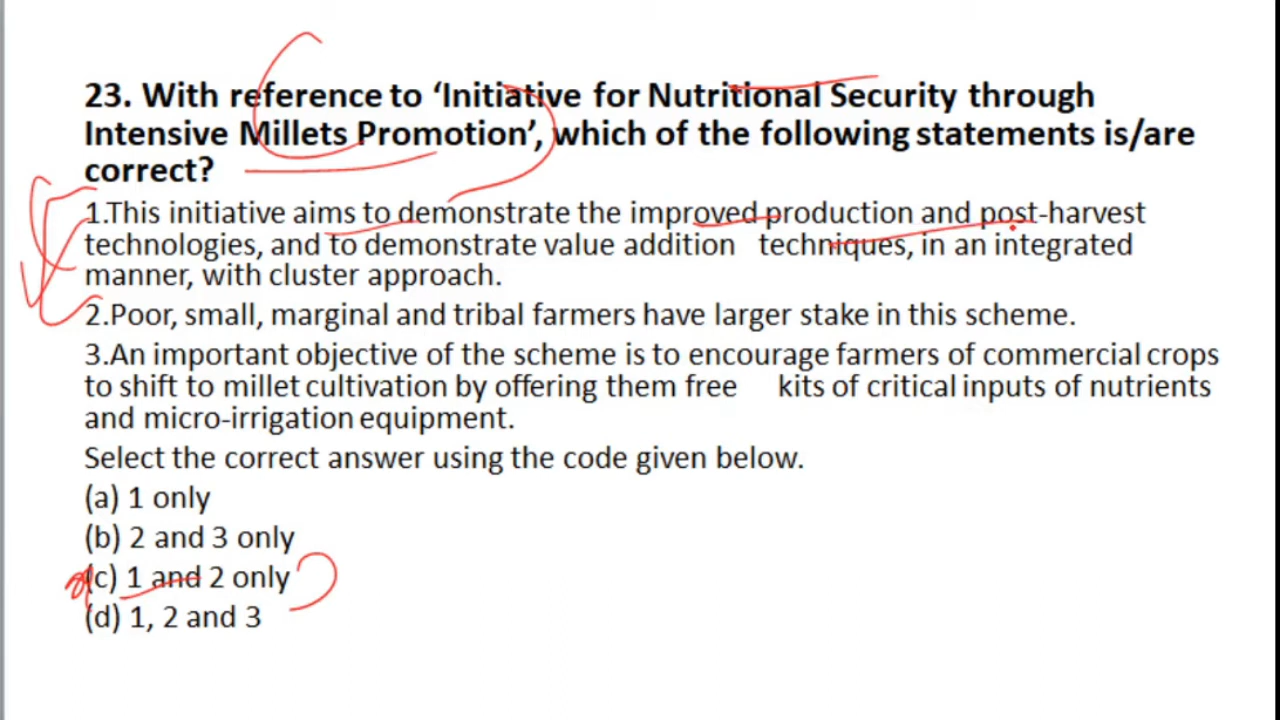 23. With reference to ‘Initiative for Nutritional Security through
Intensive Millets Promotion’, which of the following statements is/are
correct?
1.This initiative aims to demonstrate the improved production and post-harvest
technologies, and to demonstrate value addition techniques, in an integrated
manner, with cluster approach.
2.Poor, small, marginal and tribal farmers have larger stake in this scheme.
3.An important objective of the scheme is to encourage farmers of commercial crops
to shift to millet cultivation by offering them free kits of critical inputs of nutrients
and micro-irrigation equipment.
Select the correct answer using the code given below.
(a) 1 only
(b) 2 and 3 only
(c) 1 and 2 only
(d) 1, 2 and 3